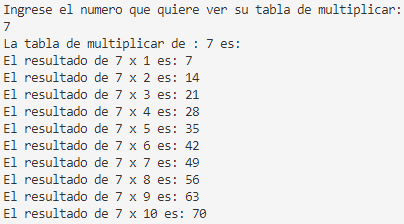 Ingrese el numero que quiere ver su tabla de multiplicar:
7
La tabla de multiplicar de : 7 es:
El resultado de 7 x 1 es: 7
El resultado de 7 x 2 es: 14
El resultado de 7 x 3 es: 21
El resultado de 7 x 4 es: 28
El resultado de 7 x 5 es: 35
El resultado de 7 x 6 es: 42
El resultado de 7 x 7 es: 49
El resultado de 7 x 8 es: 56
El resultado de 7 x 9 es: 63
El resultado de 7 x 10 es: 70